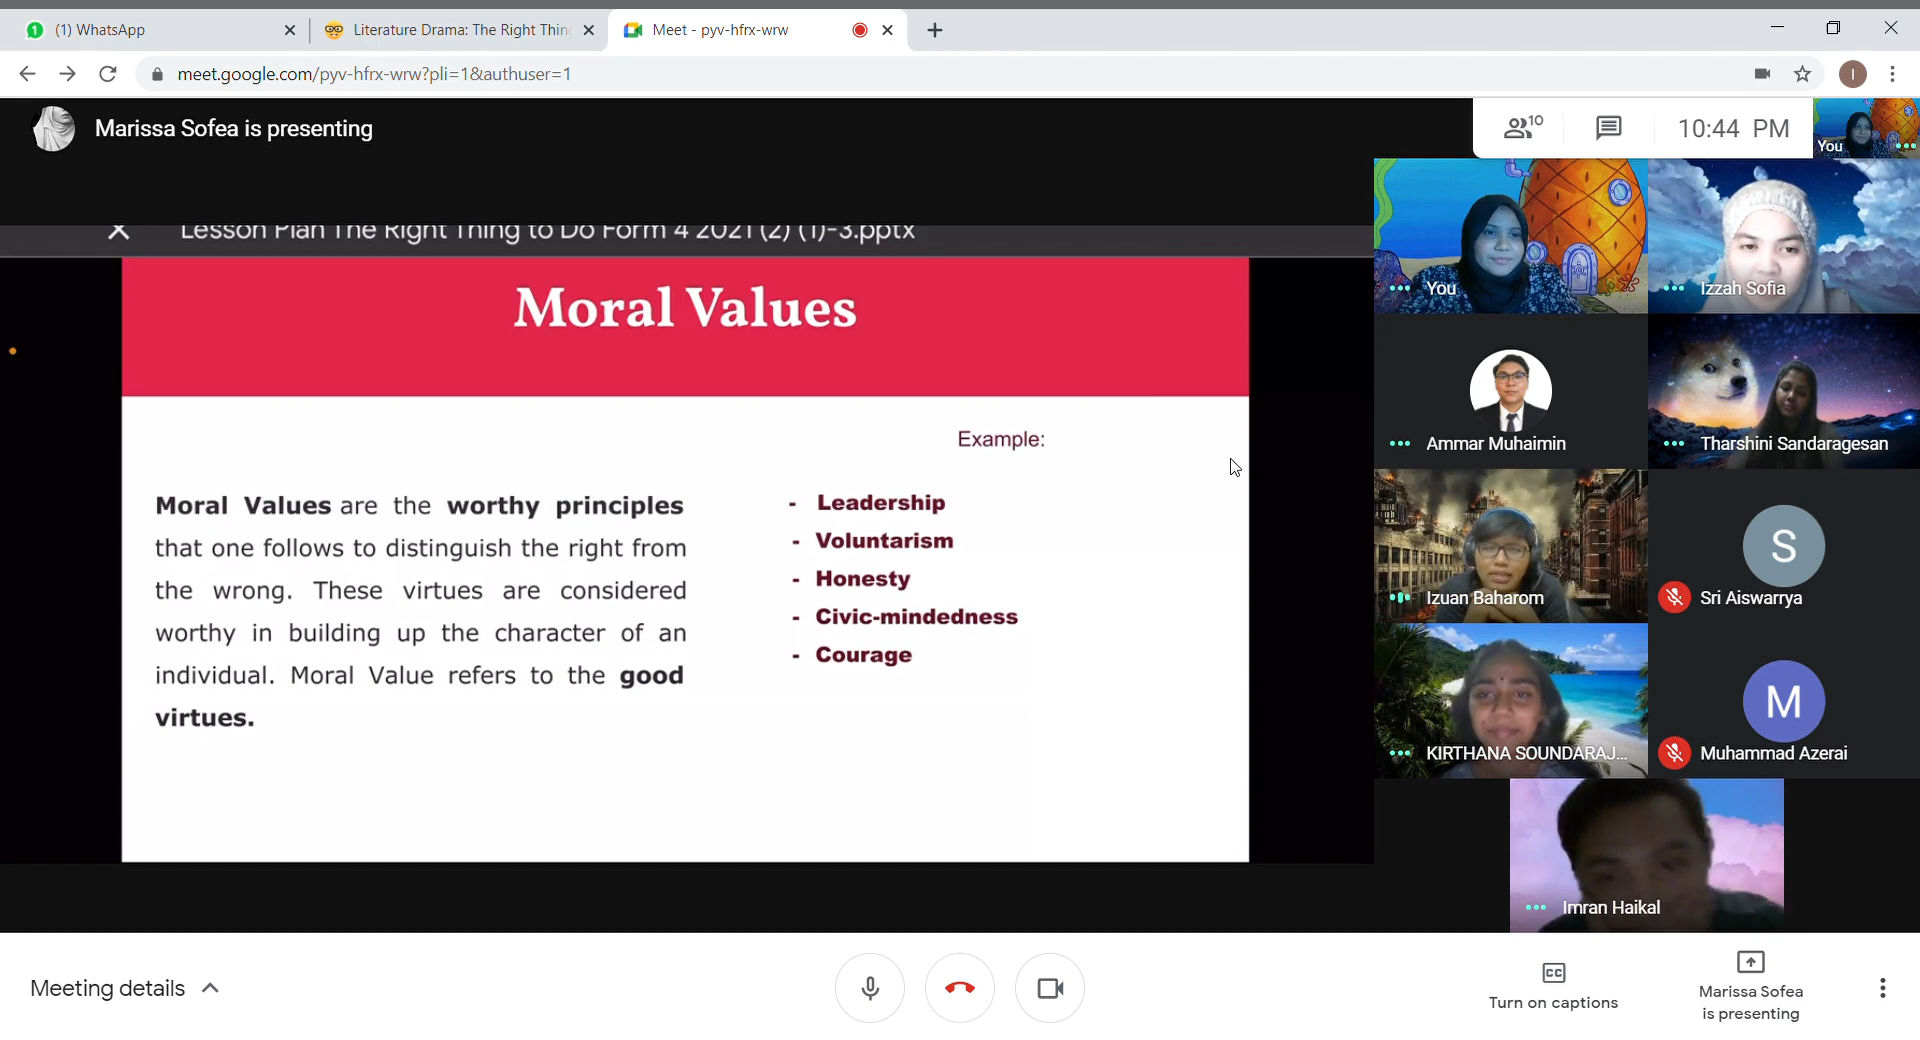 (1) WhatsApp
Literature Drama: The Right Thin
Meet - pyv-hfrx-wrw
meet.google.com/pyv-hfrx-wrw?pli=1&authuser=1
I
Marissa Sofea is presenting
10
10:44 PM
You
Lesson Plan The Right Thing to Do Form 4 2021 (2) (1)-3.pptx
Moral Values
Example:
Moral Values are the worthy principles
that one follows to distinguish the right from
the wrong. These virtues are considered
worthy in building up the character of an
individual. Moral Value refers to the good
virtues.
- Leadership
- Voluntarism
- Honesty
- Civic-mindedness
- Courage
You
Izzah Sofia
Ammar Muhaimin
Tharshini Sandaragesan
Izuan Baharom
S
Sri Aiswarrya
KIRTHANA SOUNDARAJ...
M
Muhammad Azerai
Imran Haikal
Meeting details
CC
Turn on captions
Marissa Sofea
is presenting